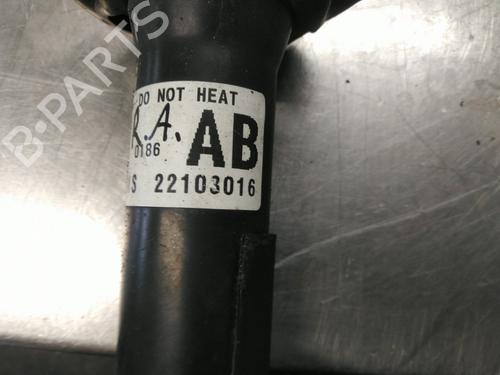 B-PARTS
-DO NOT HEAT
R.A.
0186
AB
S 22103016